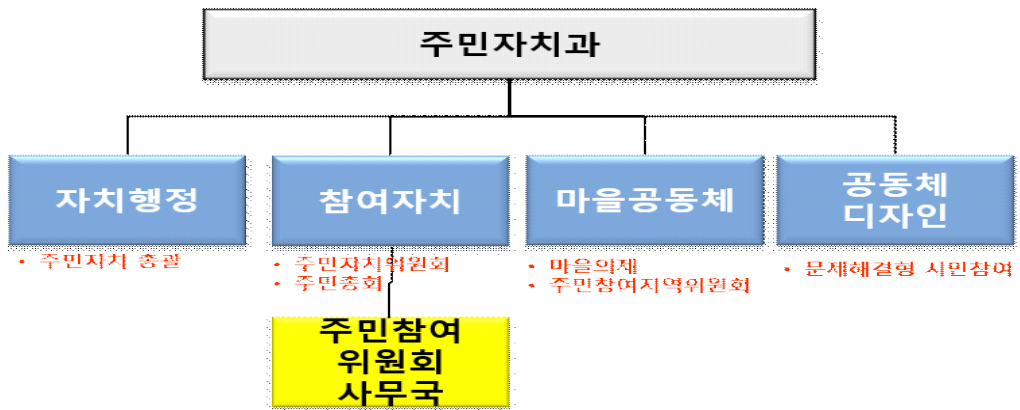 주민자치과
자치행정
참여자치
마을공동체
공동체
디자인
• 주민자치 총괄
• 주민자치위원회
• 주민총회
• 마을의제
• 주민참여지역위원회
• 문제해결형 시민참여
주민참여
위원회
사무국